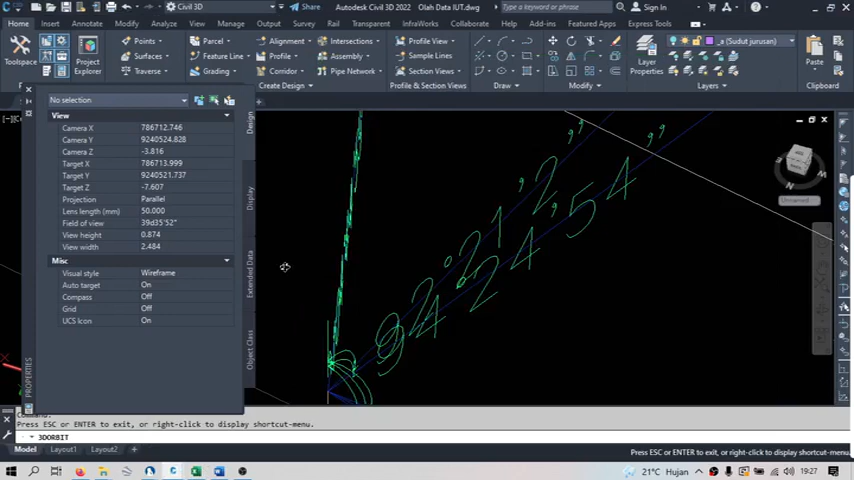 Civil 3D
Share
Autodesk Civil 3D 2022 Olah Data IUT.dwg
Type a keyword or phrase
Sign In
Home
Insert
Annotate
Modify
Analyze
View
Manage
Output
Survey
Rail
Transparent
InfraWorks
Collaborate
Help
Add-ins
Featured Apps
Express Tools
Toolspace
Project
Explorer
Points
Surfaces
Traverse
Parcel
Feature Line
Grading
Alignment
Profile
Corridor
Intersections
Assembly
Pipe Network
Profile View
Sample Lines
Section Views
Layer
Properties
_a (Sudut jurusan)
Paste
Create Design
Draw
Modify
Layers
Clipboard
No selection
View
Camera X 786712.746
Camera Y 9240524.828
Camera Z -3.816
Target X 786713.999
Target Y 9240521.737
Target Z -7.607
Projection Parallel
Lens length (mm) 50.000
Field of view 39d35'52"
View height 0.874
View width 2.484
Misc
Visual style Wireframe
Auto target On
Compass Off
Grid Off
UCS Icon On
Design
Display
Extended Data
Object Class
PROPERTIES
Unnamed
Press ESC or ENTER to exit, or right-click to display shortcut-menu.
3DORBIT
Model
Layout1
Layout2
Press ESC or ENTER to exit, or right-click to display shortcut-menu.
21°C Hujan
19:27